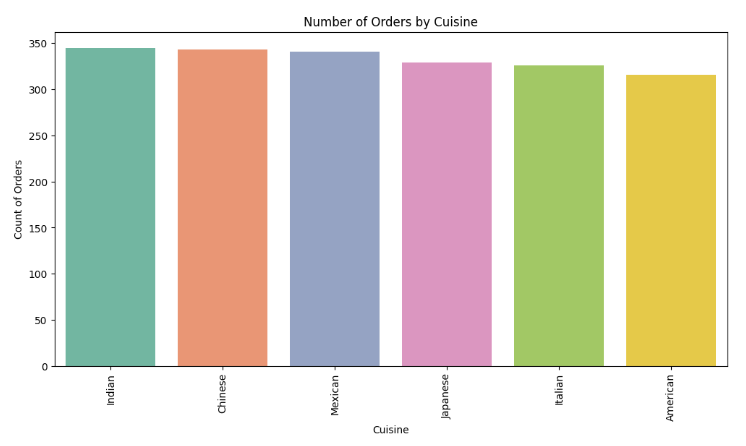 Number of Orders by Cuisine
Count of Orders
350
300
250
200
150
100
50
0
Indian
Chinese
Mexican
Japanese
Italian
American
Cuisine